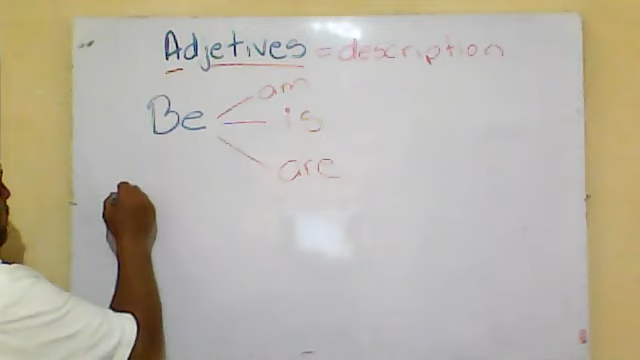 Adjetives = description
am
Be is
are